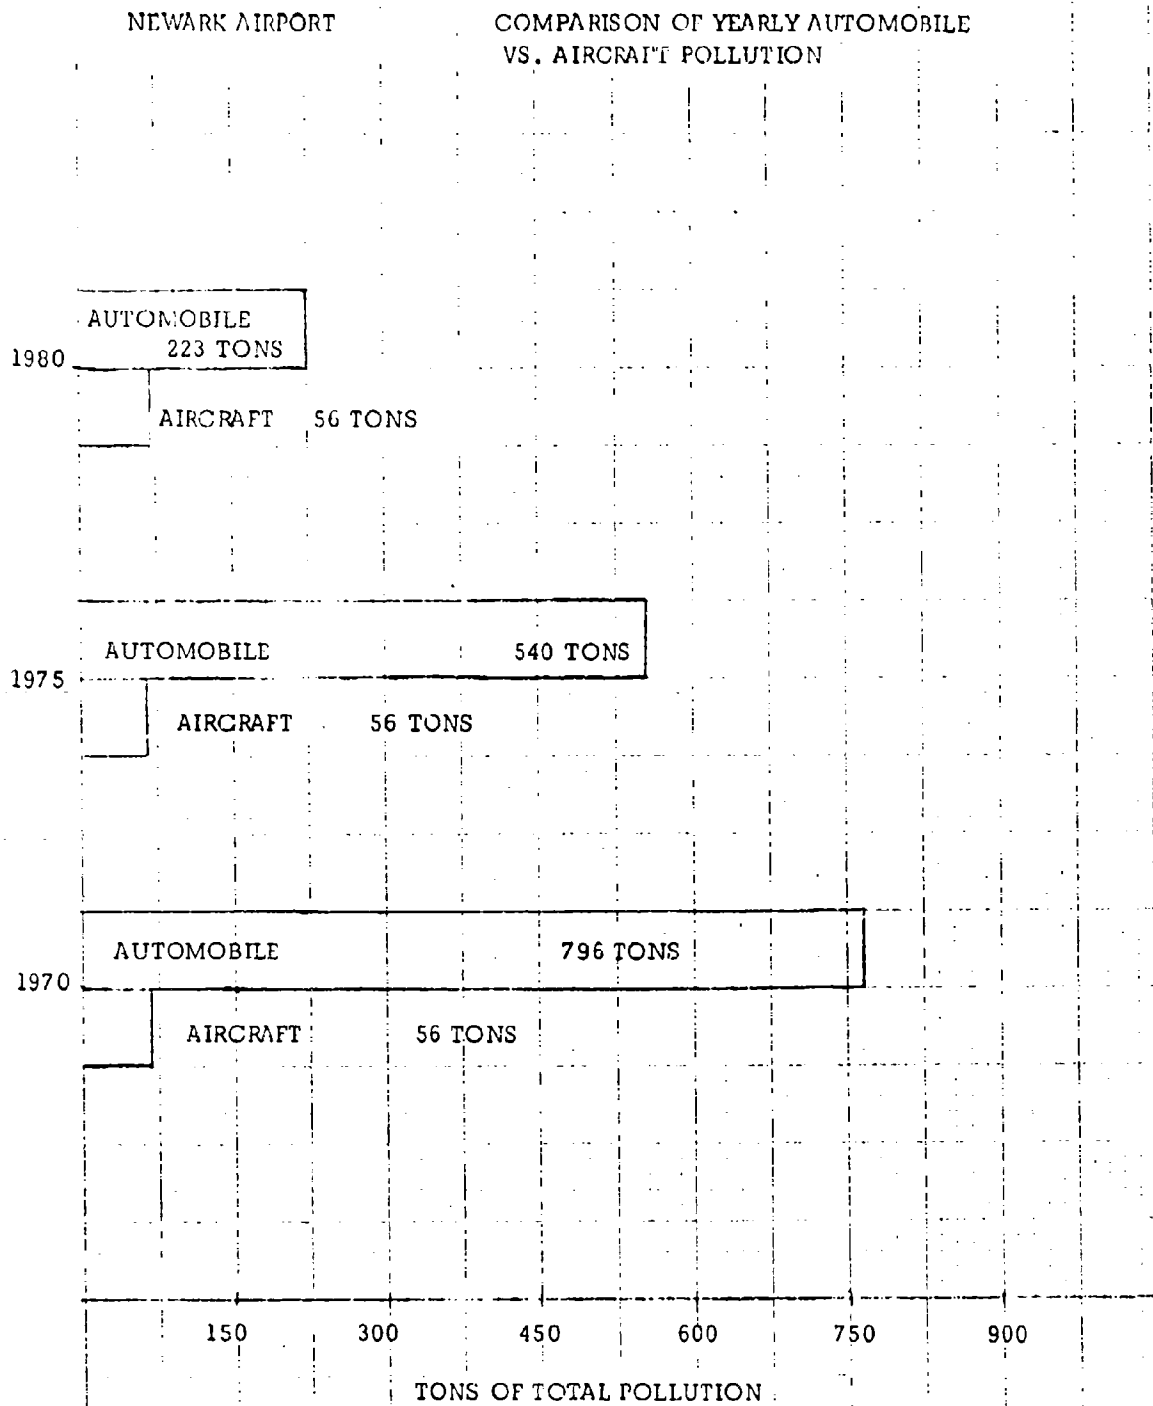 NEWARK AIRPORT
COMPARISON OF YEARLY AUTOMOBILE
VS. AIRCRAFT POLLUTION
AUTOMOBILE
223 TONS
1980
AIRCRAFT 56 TONS
AUTOMOBILE 540 TONS
1975
AIRCRAFT 56 TONS
AUTOMOBILE 796 TONS
1970
AIRCRAFT 56 TONS
150 300 450 600 750 900
TONS OF TOTAL POLLUTION